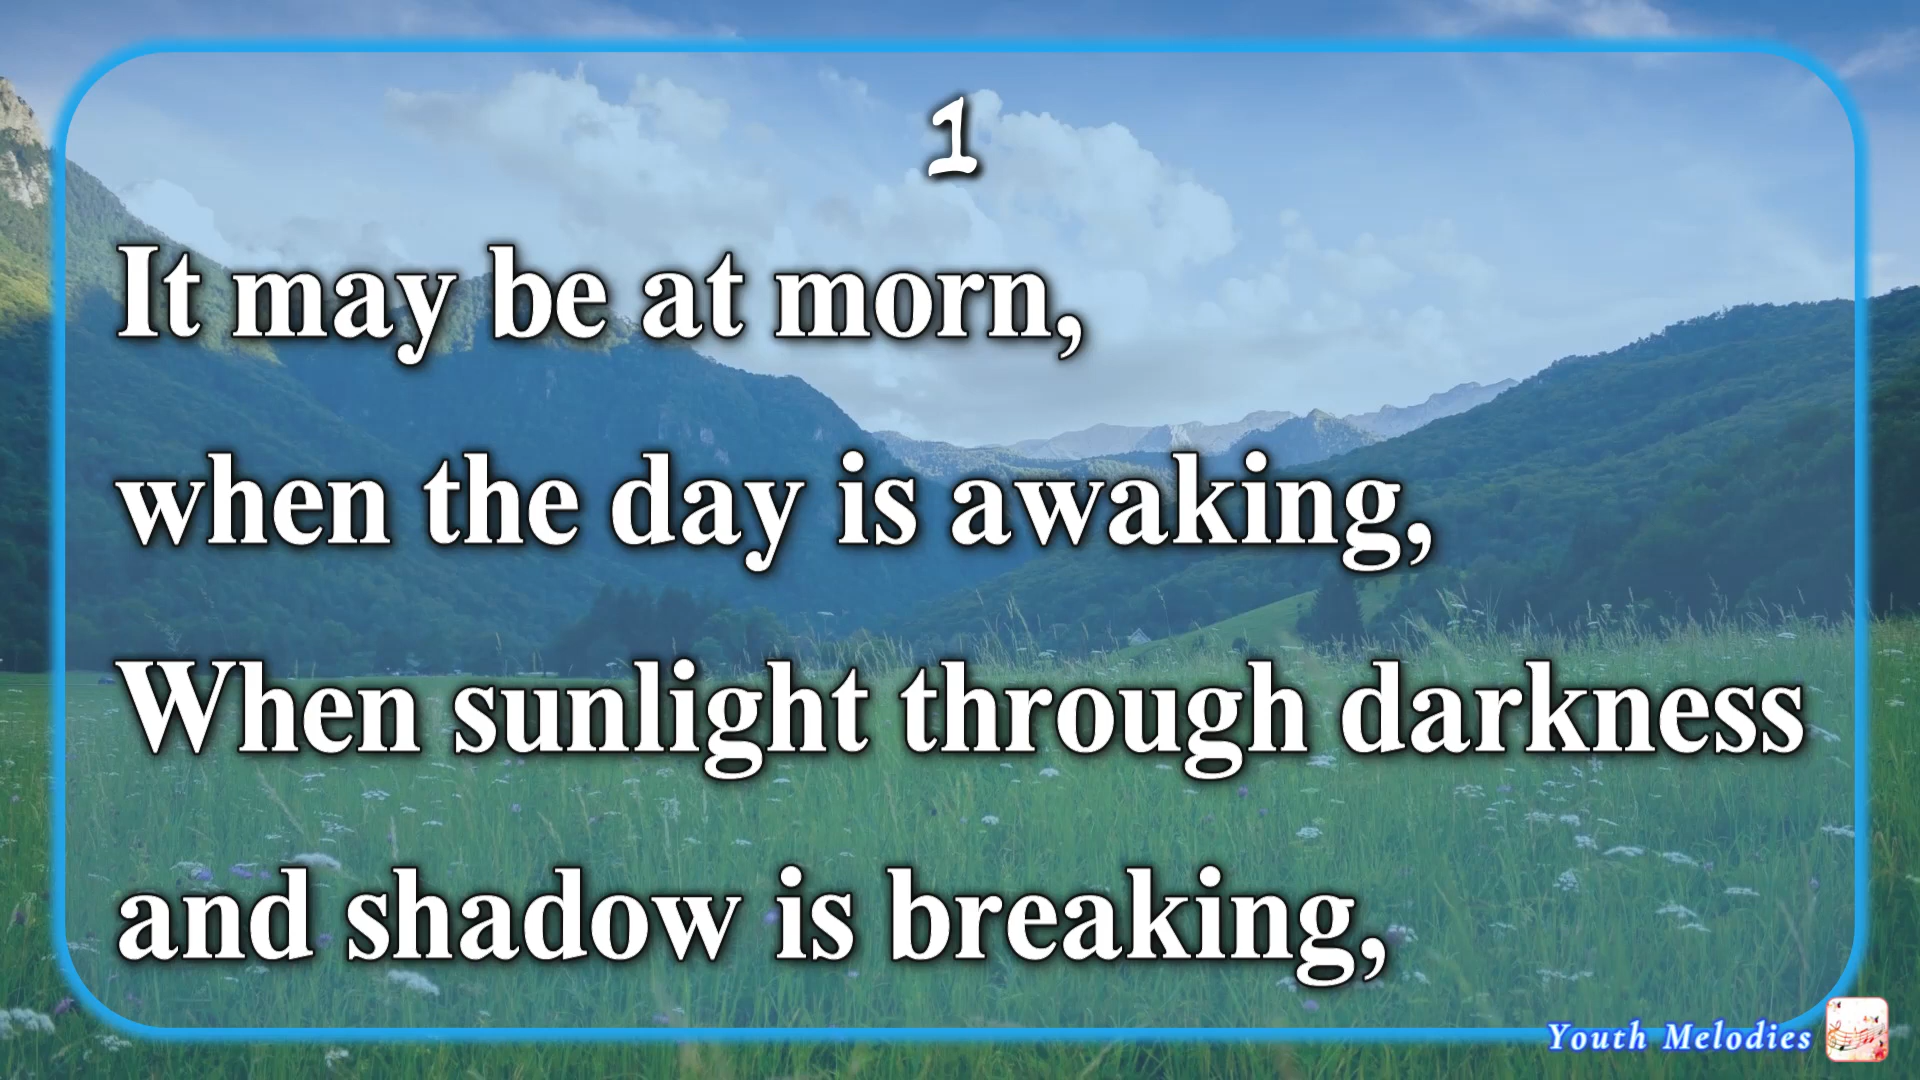 1
It may be at morn,
when the day is awaking,
When sunlight through darkness
and shadow is breaking,
Youth Melodies